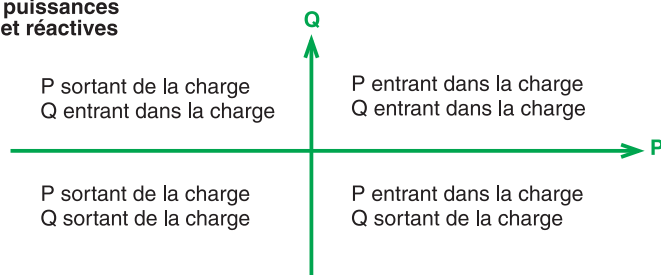 puissances
et réactives
Q
P sortant de la charge
Q entrant dans la charge
P entrant dans la charge
Q entrant dans la charge
P
P sortant de la charge
Q sortant de la charge
P entrant dans la charge
Q sortant de la charge